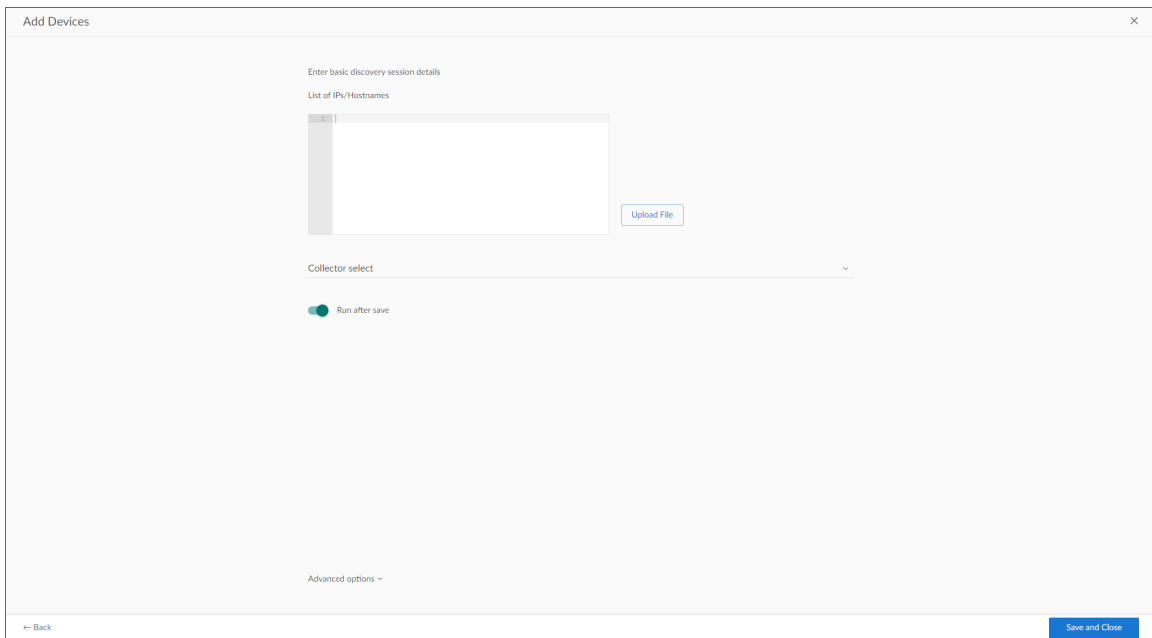 Add Devices
Enter basic discovery session details
List of IPs/Hostnames
1
Upload File
Collector select
Run after save
Advanced options
← Back
Save and Close